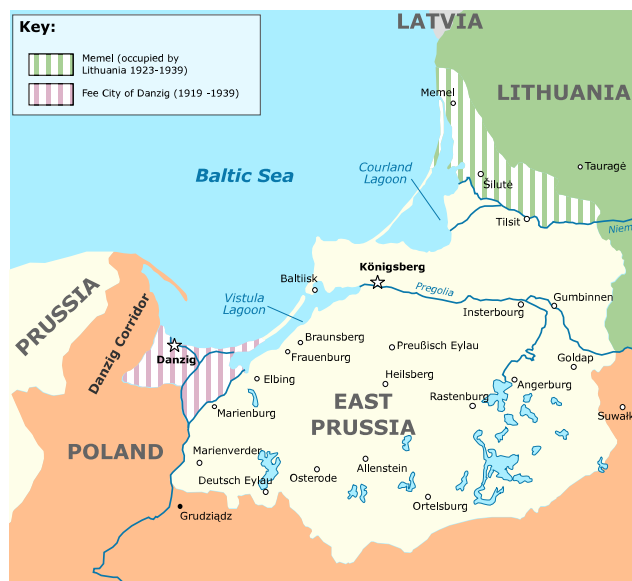 Key:
Memel (occupied by
Lithuania 1923-1939)
Fee City of Danzig (1919 -1939)
LATVIA
LITHUANIA
Memel
Tauragė
Baltic Sea
Courland
Lagoon
Šilutė
Tilsit
Niem
Königsberg
Baltiisk
Pregolia
PRUSSIA
Danzig Corridor
Vistula
Lagoon
Insterbourg
Gumbinnen
Danzig
Braunsberg
Frauenburg
Preußisch Eylau
Goldap
Elbing
Heilsberg
Angerburg
Marienburg
EAST
PRUSSIA
Rastenburg
Suwałk
POLAND
Marienverder
Deutsch Eylau
Osterode
Allenstein
Ortelsburg
Grudziądz